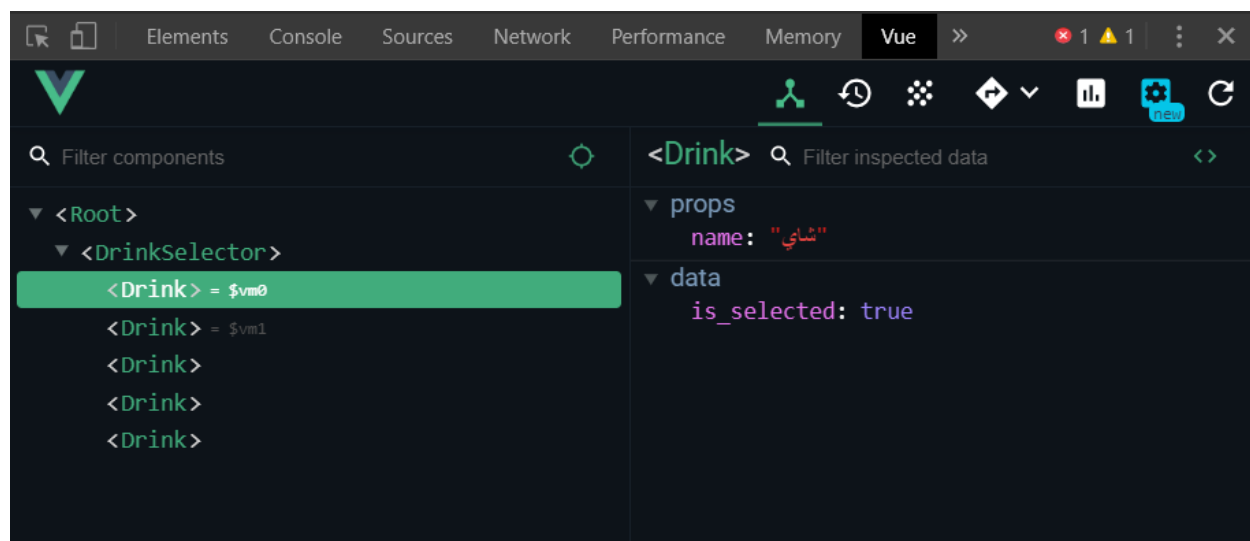 Elements Console Sources Network Performance Memory Vue » 1 1
new
Filter components
<Drink> Filter inspected data <>
▼ <Root>
▼ <DrinkSelector>
<Drink> = $vm0
<Drink> = $vm1
<Drink>
<Drink>
<Drink>
▼ props
name: "شاي"
▼ data
is_selected: true